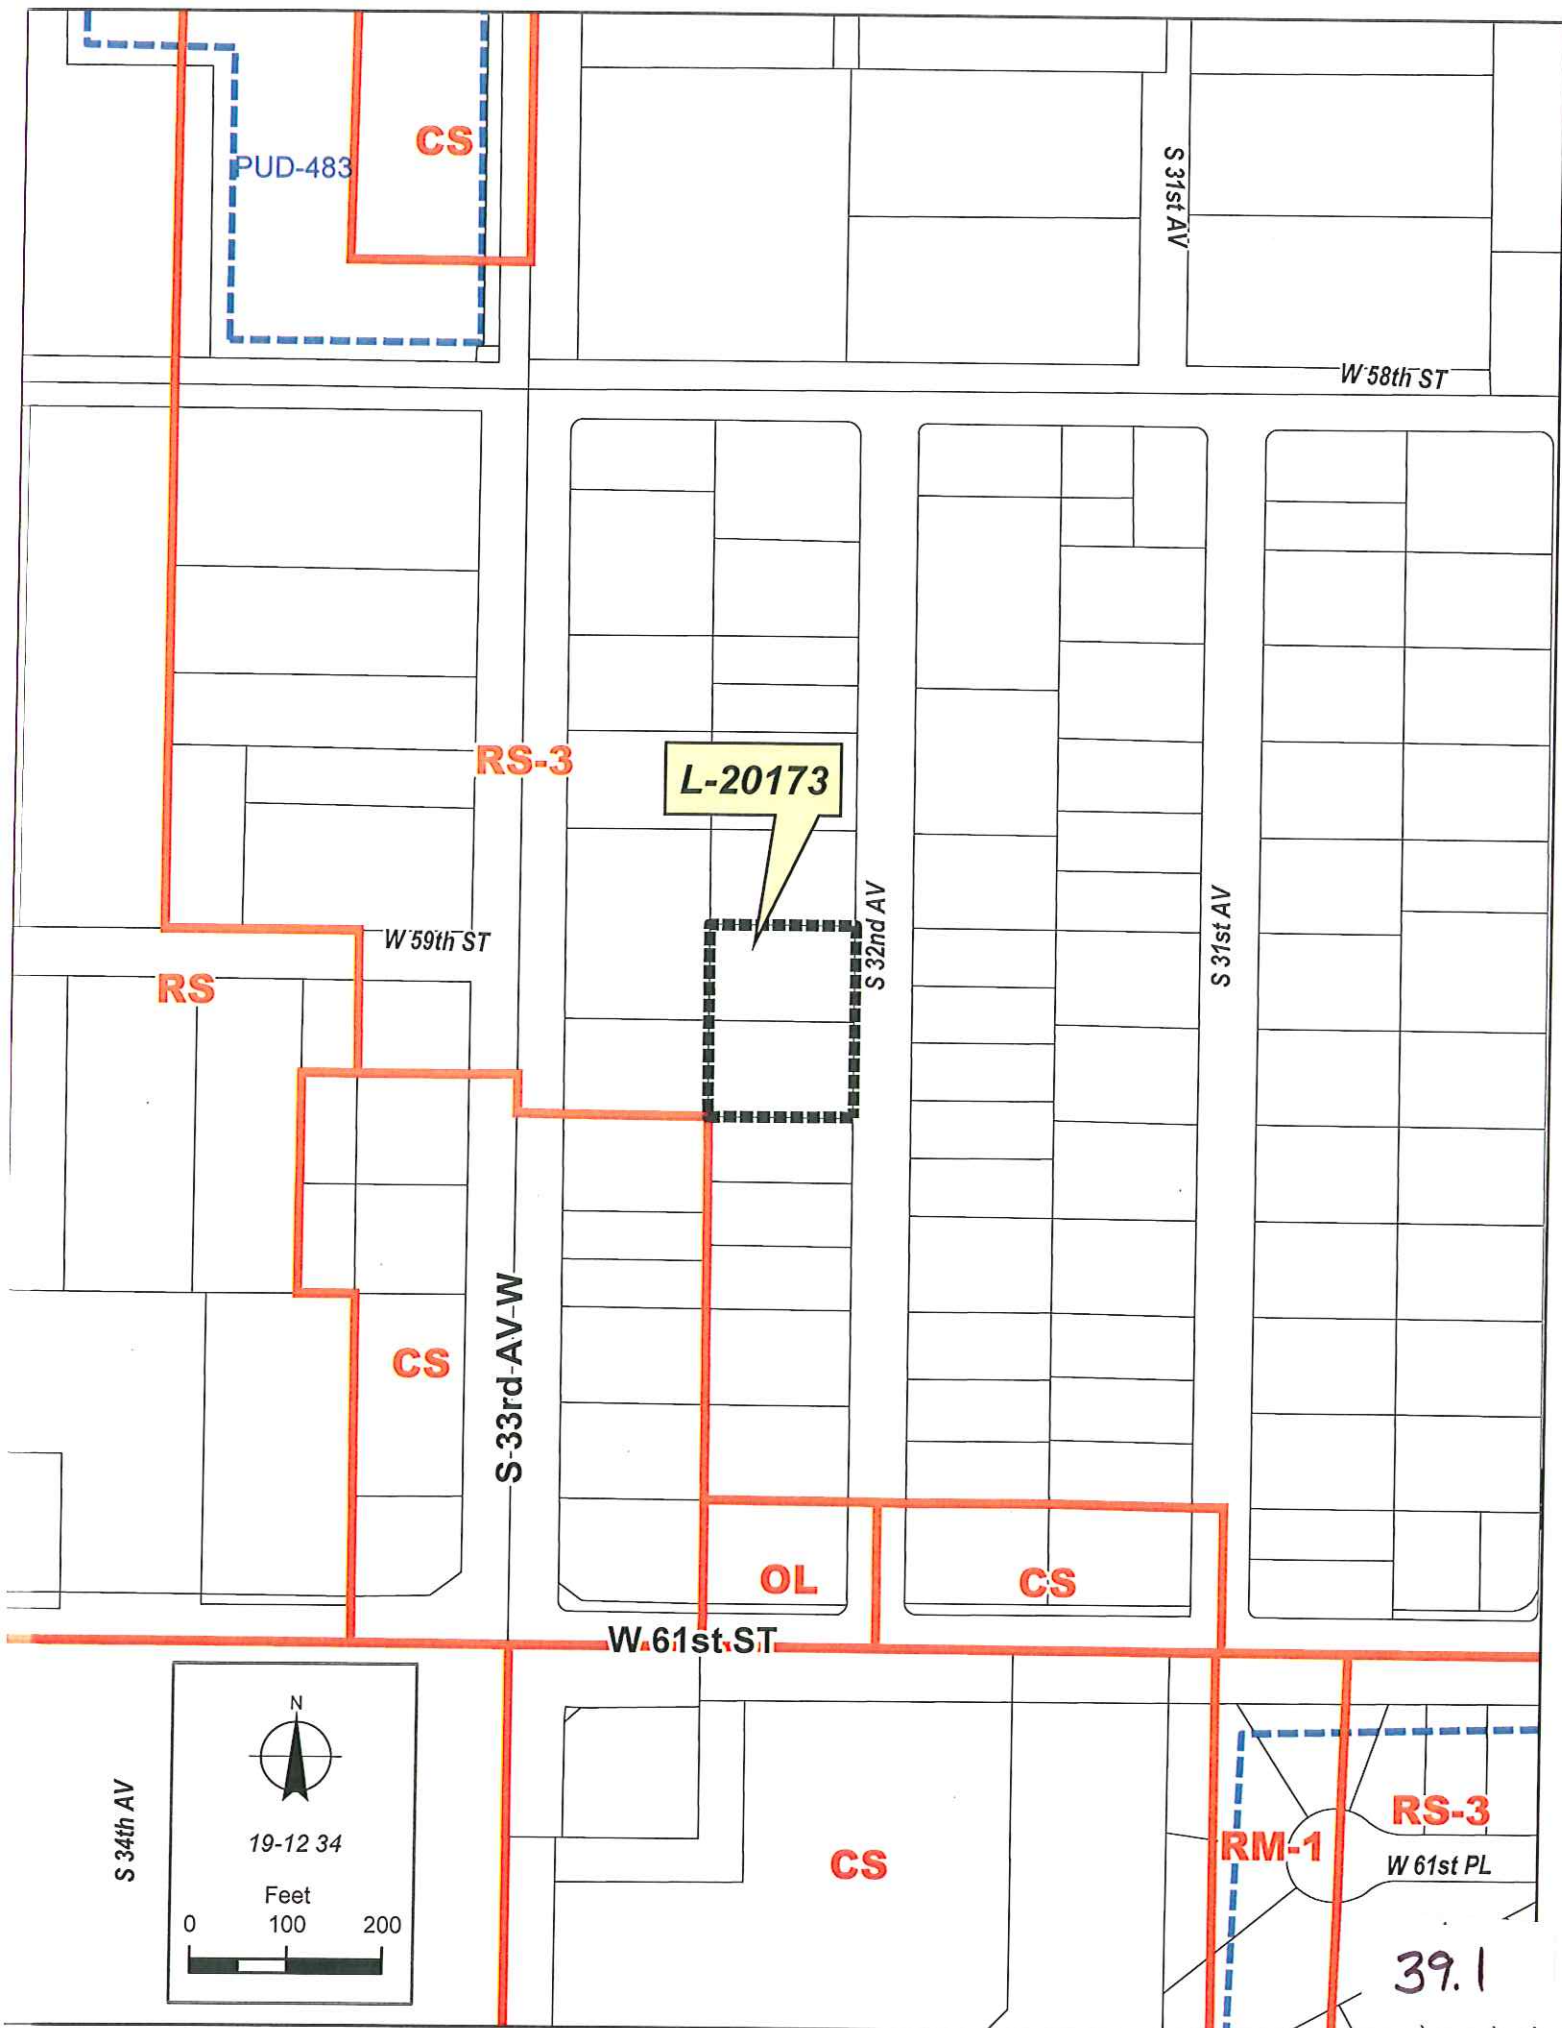 CS
PUD-483
S 31st AV
W 58th ST
RS-3
L-20173
S 32nd AV
S 31st AV
W 59th ST
RS
CS
S 33rd AV W
OL
CS
W 61st ST
N
19-12 34
Feet
0 100 200
S 34th AV
CS
RM-1
RS-3
W 61st PL
39.1